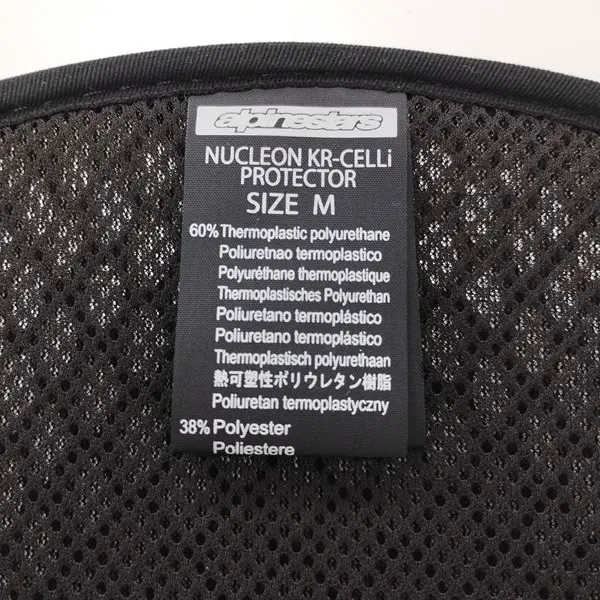 alpinestars
NUCLEON KR-CELLi
PROTECTOR
SIZE M
60% Thermoplastic polyurethane
Poliuretnao termoplastico
Polyuréthane thermoplastique
Thermoplastisches Polyurethan
Poliuretano termoplástico
Poliuretano termoplástico
Thermoplastisch polyurethaan
熱可塑性ポリウレタン樹脂
Poliuretan termoplastyczny
38% Polyester
Poliestere